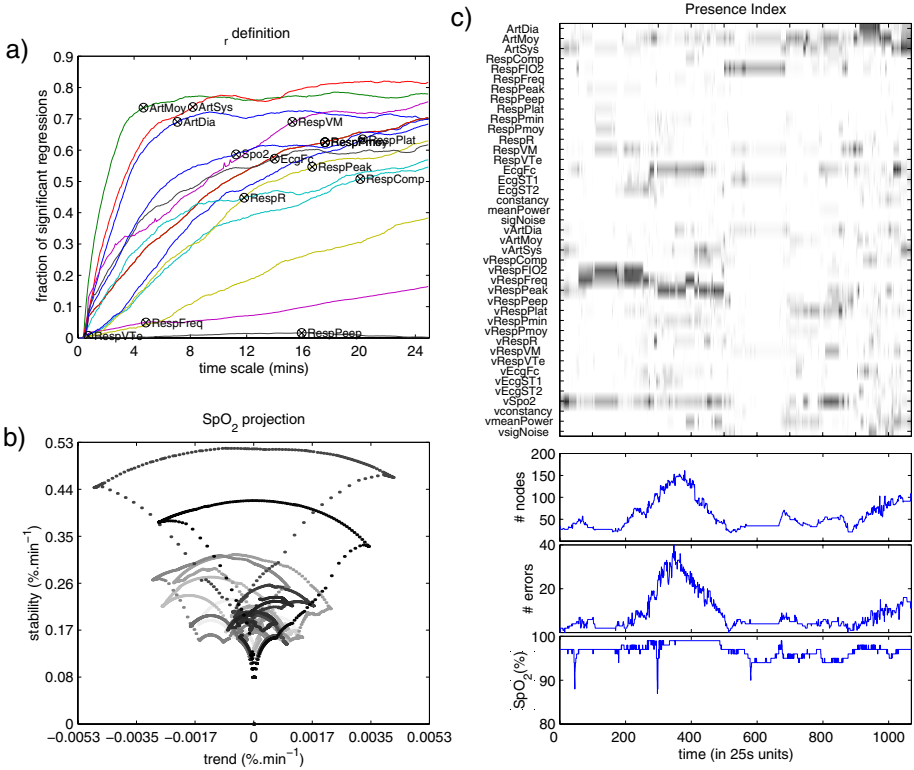 a)
r definition
fraction of significant regressions
0.9
0.8
0.7
0.6
0.5
0.4
0.3
0.2
0.1
0
ArtMoy
ArtSys
ArtDia
RespVM
Spo2
EcgFc
RespPmoy
RespPlat
RespPeak
RespComp
RespR
RespFreq
RespVTe
RespPeep
0 4 8 12 16 20 24
time scale (mins)
b)
SpO2 projection
stability (%.min−1)
0.53
0.44
0.35
0.26
0.17
0.08
0
−0.0053 −0.0035 −0.0017 0 0.0017 0.0035 0.0053
trend (%.min−1)
c)
Presence Index
ArtDia
ArtMoy
ArtSys
RespComp
RespFIO2
RespFreq
RespPeak
RespPeep
RespPlat
RespPmin
RespPmoy
RespR
RespVM
RespVTe
EcgFc
EcgST1
EcgST2
constancy
meanPower
sigNoise
vArtDia
vArtMoy
vArtSys
vRespComp
vRespFIO2
vRespFreq
vRespPeak
vRespPeep
vRespPlat
vRespPmin
vRespPmoy
vRespR
vRespVM
vRespVTe
vEcgFc
vEcgST1
vEcgST2
vSpo2
vconstancy
vmeanPower
vsigNoise
# nodes
200
150
100
50
# errors
40
20
SpO2(%)
100
90
80
0 200 400 600 800 1000
time (in 25s units)